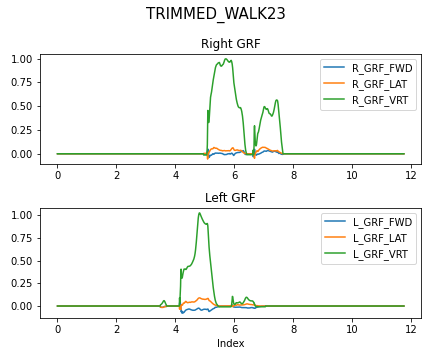 TRIMMED_WALK23
Right GRF
1.00
0.75
0.50
0.25
0.00
R_GRF_FWD
R_GRF_LAT
R_GRF_VRT
0 2 4 6 8 10 12
Left GRF
1.00
0.75
0.50
0.25
0.00
L_GRF_FWD
L_GRF_LAT
L_GRF_VRT
0 2 4 6 8 10 12
Index